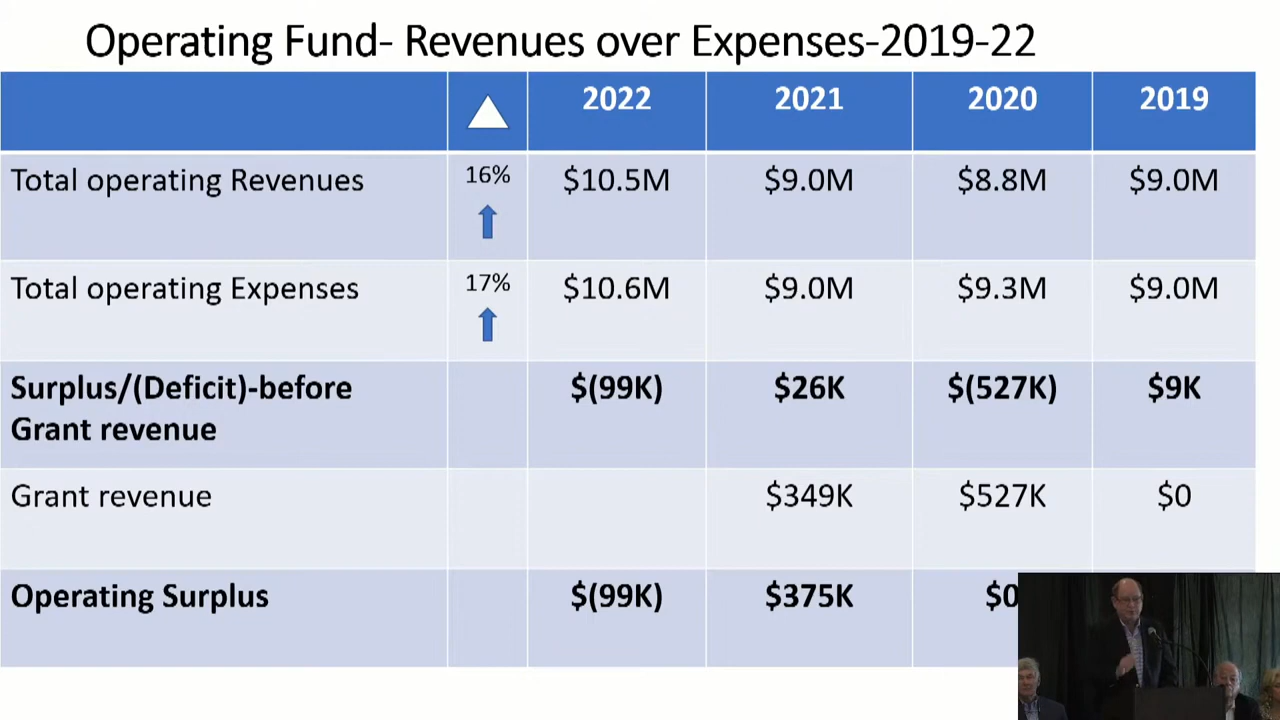 Operating Fund- Revenues over Expenses-2019-22
2022 2021 2020 2019
Total operating Revenues 16% $10.5M $9.0M $8.8M $9.0M
Total operating Expenses 17% $10.6M $9.0M $9.3M $9.0M
Surplus/(Deficit)-before $(99K) $26K $(527K) $9K
Grant revenue
Grant revenue $349K $527K $0
Operating Surplus $(99K) $375K $0